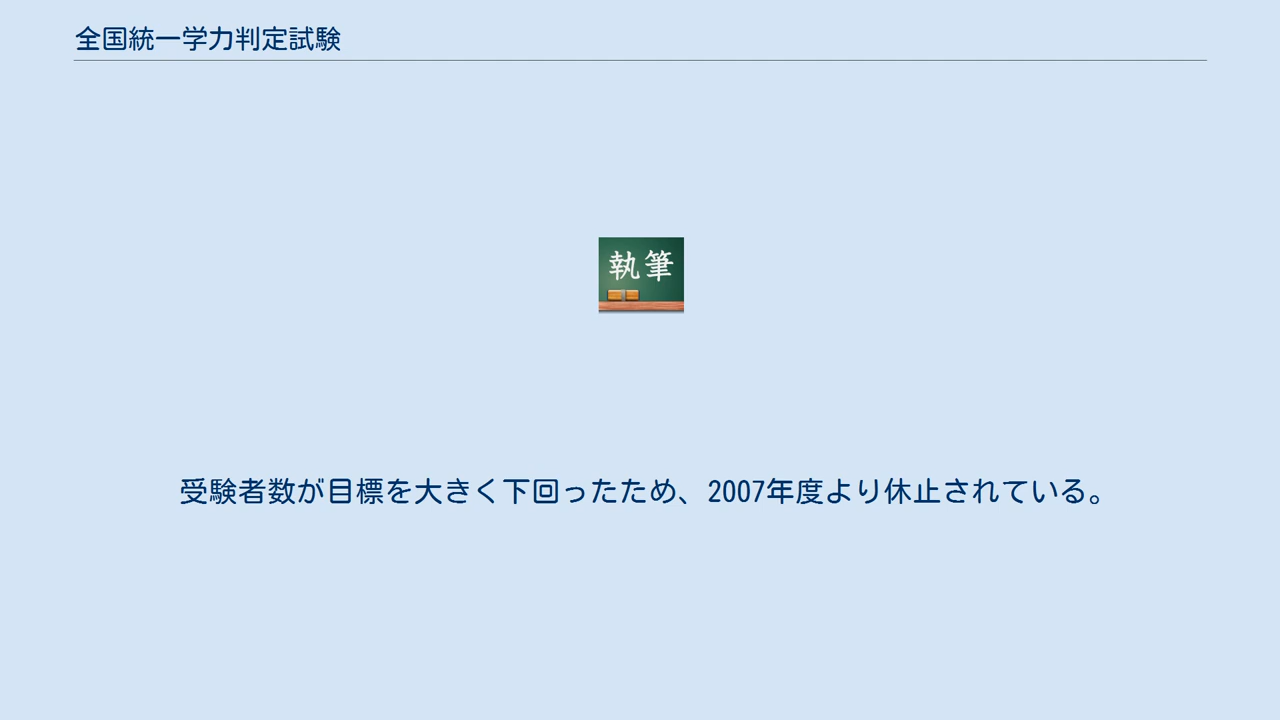 全国統一学力判定試験
執筆
受験者数が目標を大きく下回ったため、2007年度より休止されている。